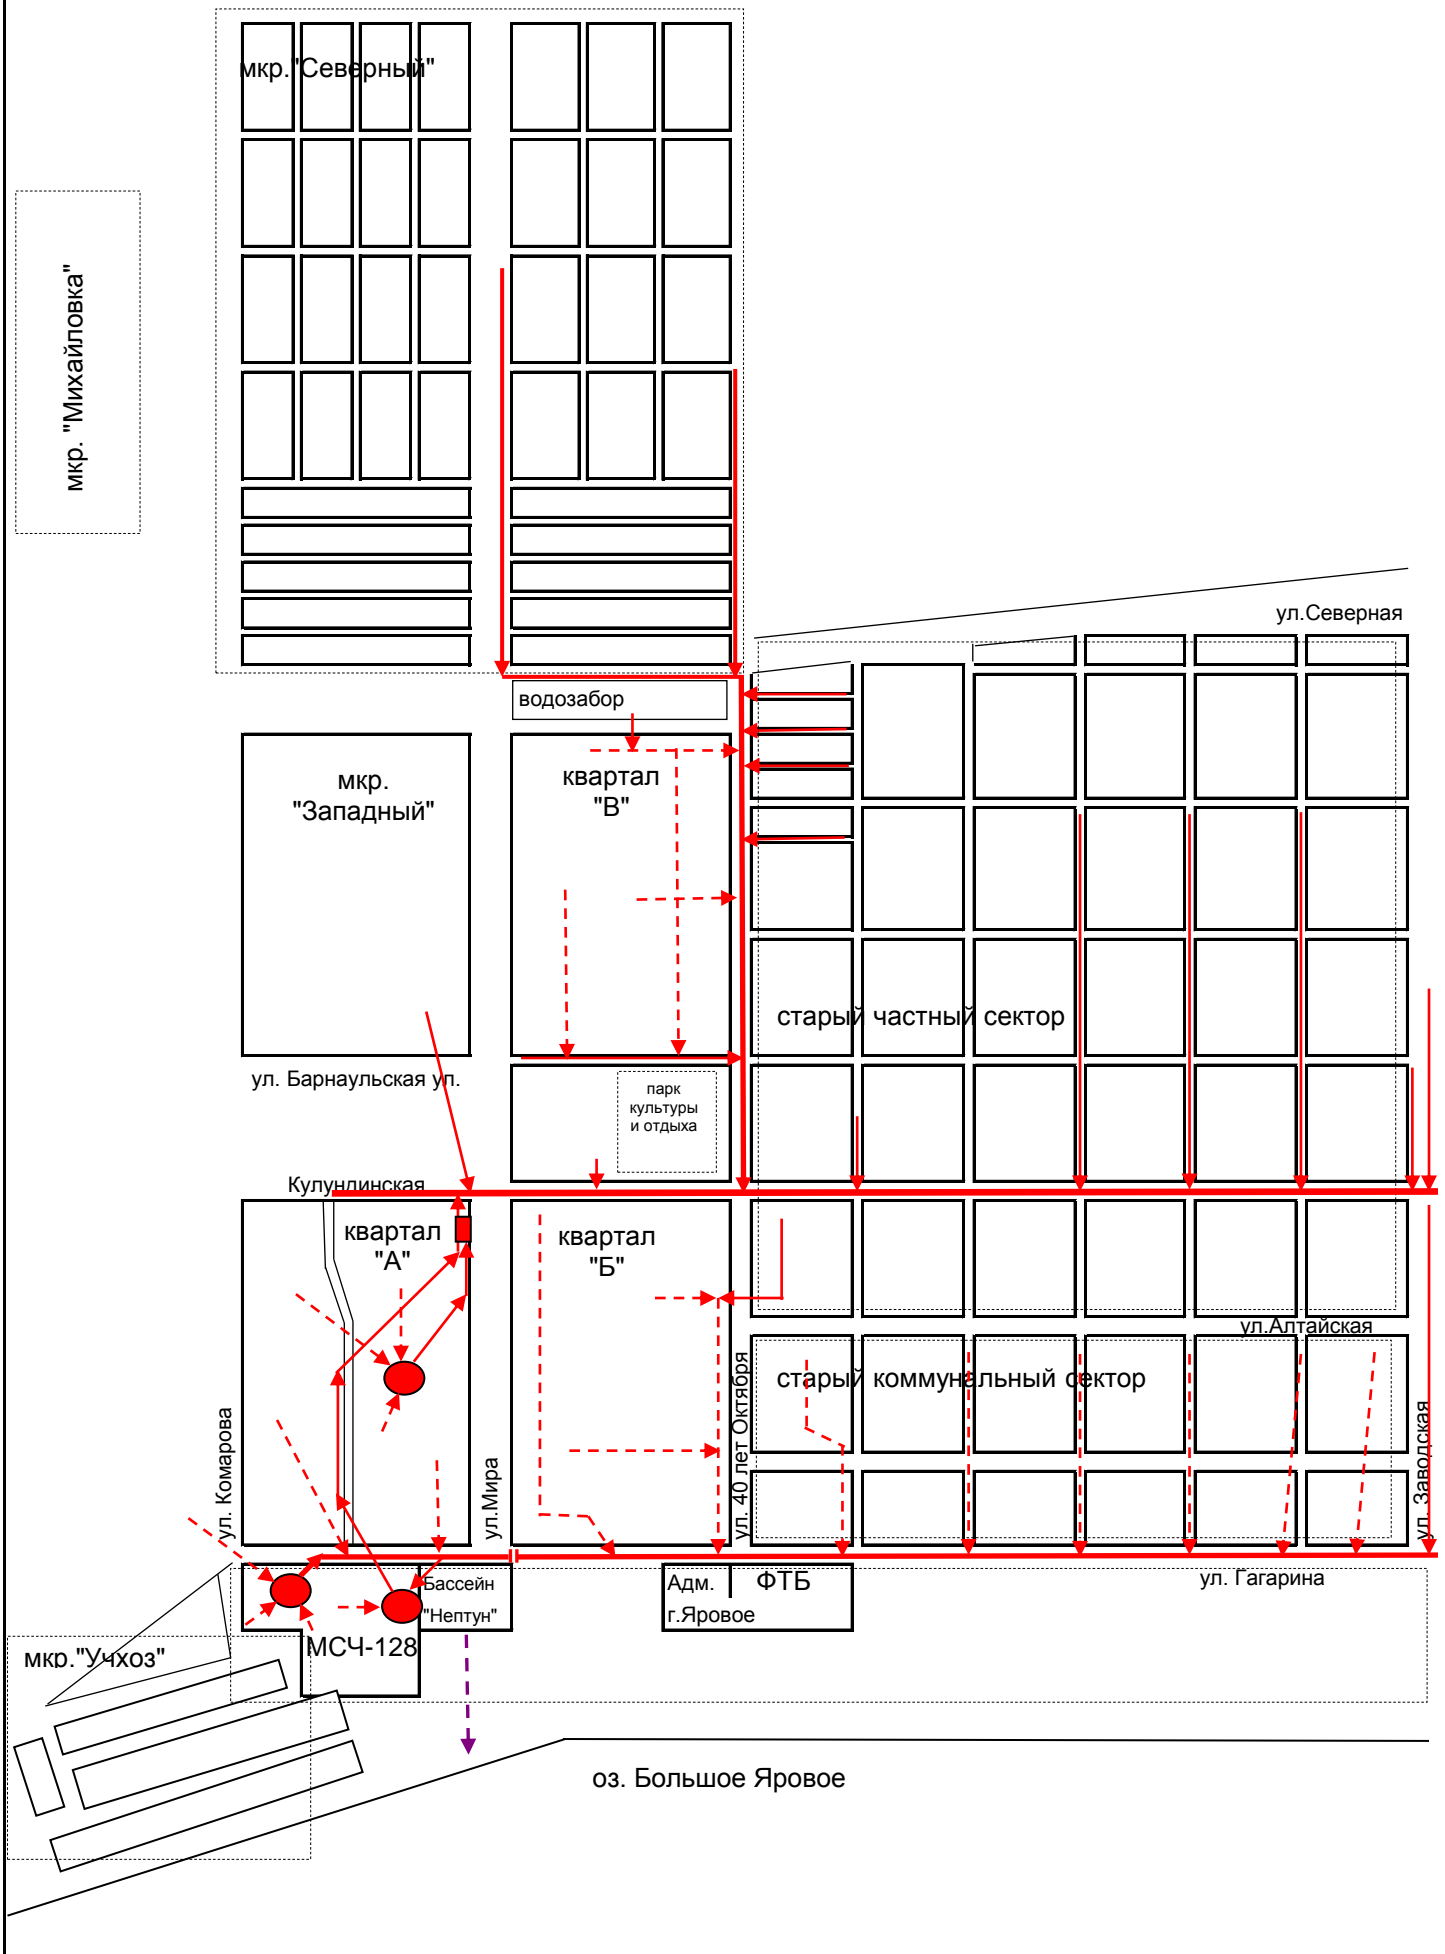 мкр."Северный"
мкр. "Михайловка"
ул.Северная
водозабор
мкр.
"Западный"
квартал
"В"
старый частный сектор
ул. Барнаульская ул.
парк
культуры
и отдыха
Кулундинская
квартал
"А"
квартал
"Б"
ул.Алтайская
старый коммунальный сектор
ул. Комарова
ул.Мира
ул. 40 лет Октября
ул. Заводская
Бассейн
"Нептун"
Адм.
г.Яровое
ФТБ
ул. Гагарина
МСЧ-128
мкр."Учхоз"
оз. Большое Яровое